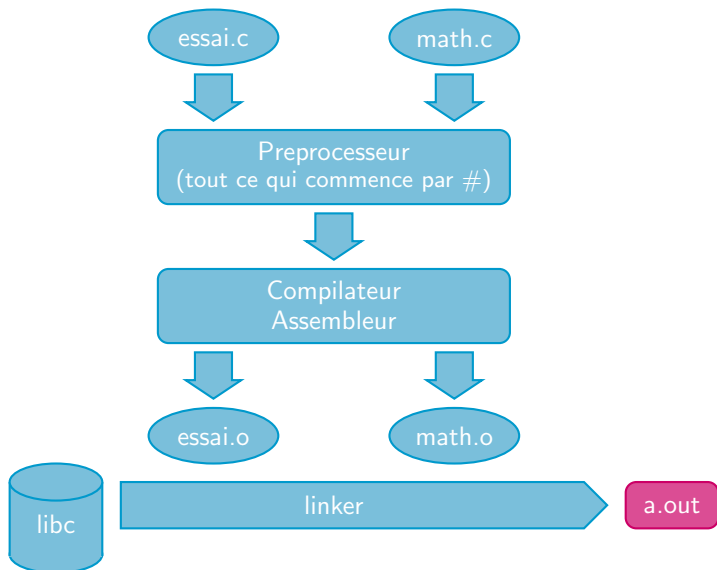 essai.c
math.c
Preprocesseur
(tout ce qui commence par #)
Compilateur
Assembleur
essai.o
math.o
libc
linker
a.out